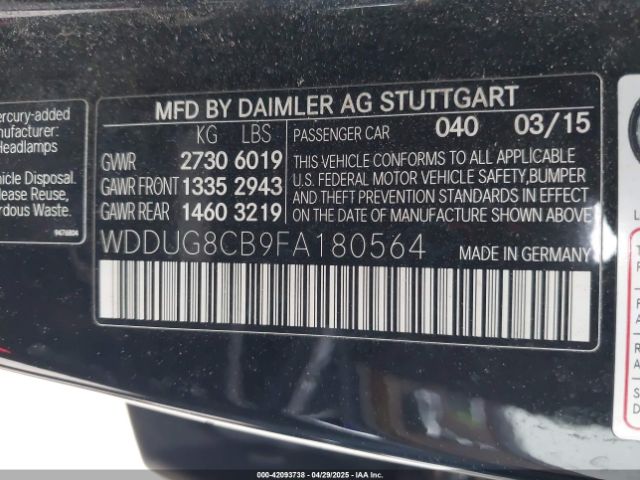 MFD BY DAIMLER AG STUTTGART
KG LBS
GVWR 2730 6019
GAWR FRONT 1335 2943
GAWR REAR 1460 3219
PASSENGER CAR 040 03/15
THIS VEHICLE CONFORMS TO ALL APPLICABLE
U.S. FEDERAL MOTOR VEHICLE SAFETY,BUMPER
AND THEFT PREVENTION STANDARDS IN EFFECT
ON THE DATE OF MANUFACTURE SHOWN ABOVE
WDDUG8CB9FA180564 MADE IN GERMANY
ercury-added
anufacturer:
Headlamps
hicle Disposal.
lease Reuse,
rdous Waste.
000-42093738 - 04/29/2025 - IAA Inc.